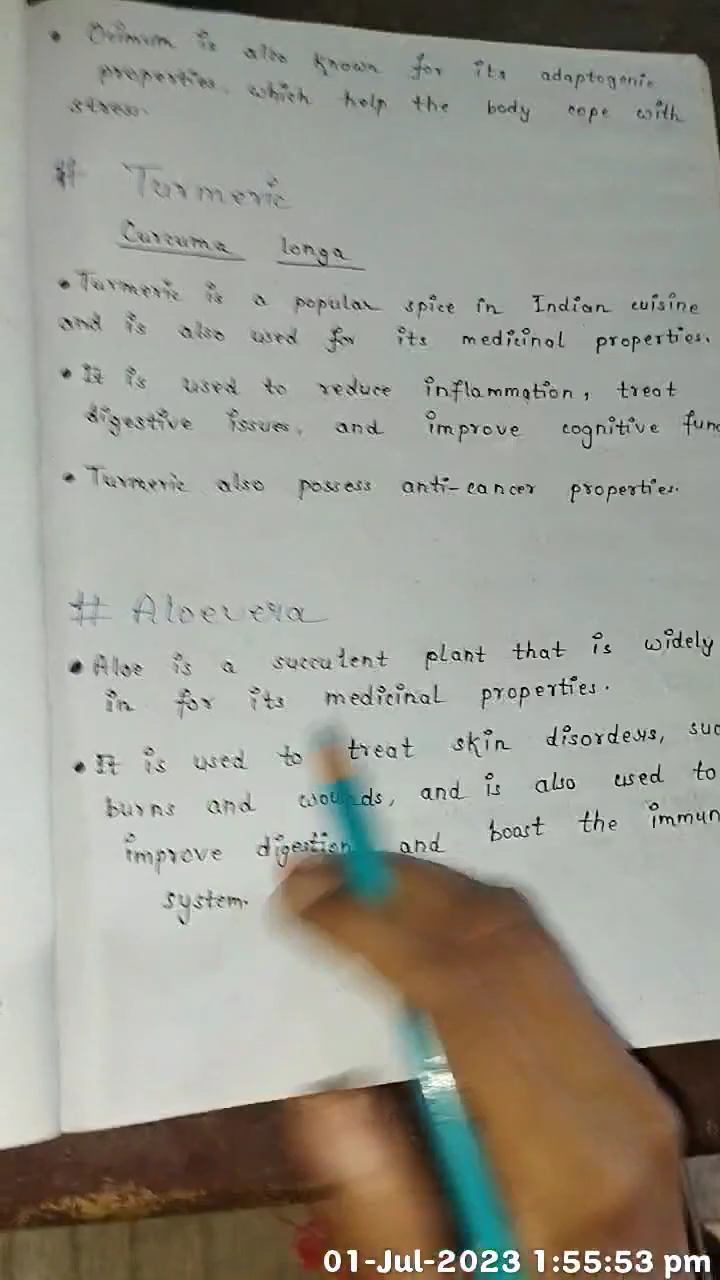 • Ocimum is also known for its adaptogenic
properties, which help the body cope with
stress.
# Turmeric
Curcuma longa
• Turmeric is a popular spice in Indian cuisine
and is also used for its medicinal properties.
• It is used to reduce inflammation, treat
digestive issues, and improve cognitive func
• Turmeric also possess anti-cancer properties.
# Aloevera
• Aloe is a succulent plant that is widely
in for its medicinal properties.
• It is used to treat skin disorders, suc
burns and wounds, and is also used to
improve digestion and boast the immun
system.
01-Jul-2023 1:55:53 pm